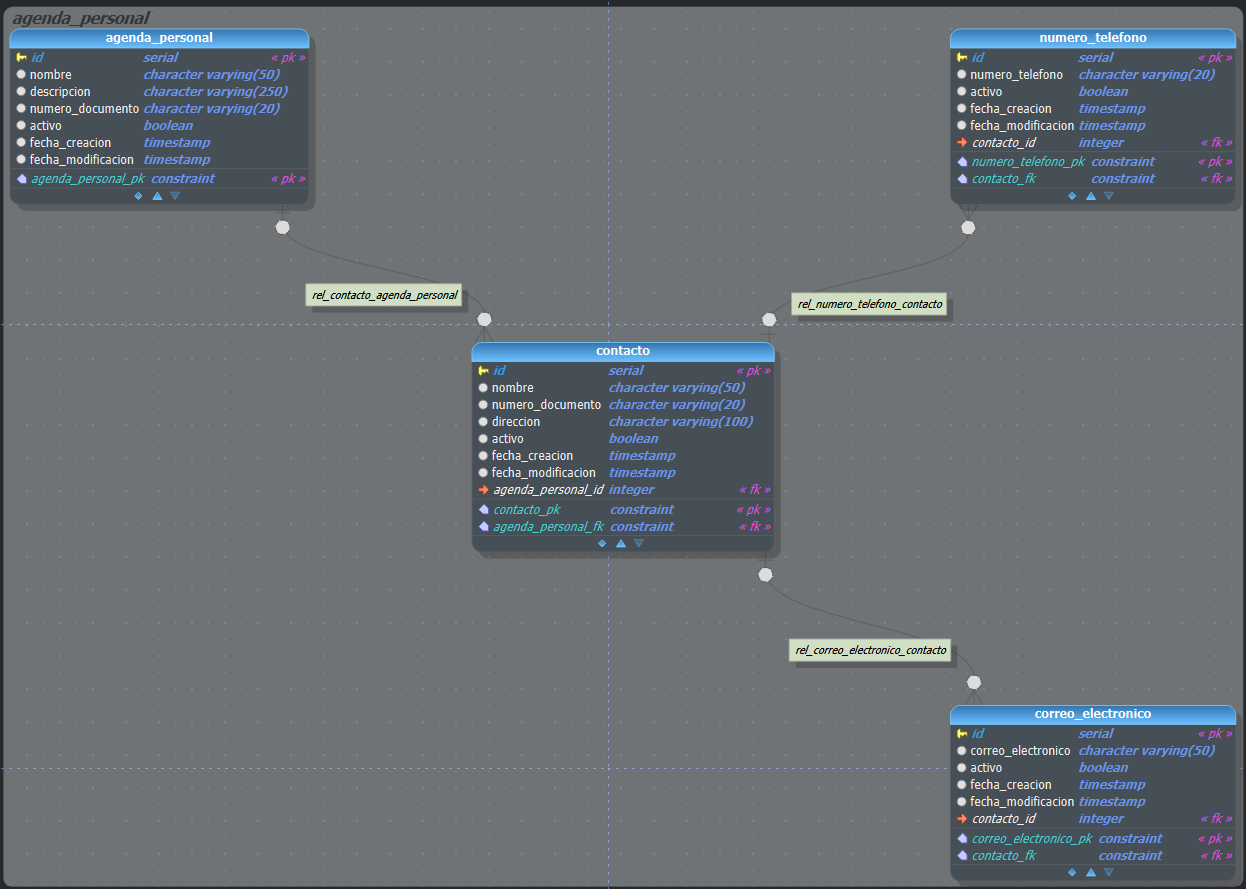 agenda_personal
agenda_personal
id serial « pk »
nombre character varying(50)
descripcion character varying(250)
numero_documento character varying(20)
activo boolean
fecha_creacion timestamp
fecha_modificacion timestamp
agenda_personal_pk constraint « pk »
numero_telefono
id serial « pk »
numero_telefono character varying(20)
activo boolean
fecha_creacion timestamp
fecha_modificacion timestamp
contacto_id integer « fk »
numero_telefono_pk constraint « pk »
contacto_fk constraint « fk »
rel_contacto_agenda_personal
rel_numero_telefono_contacto
contacto
id serial « pk »
nombre character varying(50)
numero_documento character varying(20)
direccion character varying(100)
activo boolean
fecha_creacion timestamp
fecha_modificacion timestamp
agenda_personal_id integer « fk »
contacto_pk constraint « pk »
agenda_personal_fk constraint « fk »
rel_correo_electronico_contacto
correo_electronico
id serial « pk »
correo_electronico character varying(50)
activo boolean
fecha_creacion timestamp
fecha_modificacion timestamp
contacto_id integer « fk »
correo_electronico_pk constraint « pk »
contacto_fk constraint « fk »